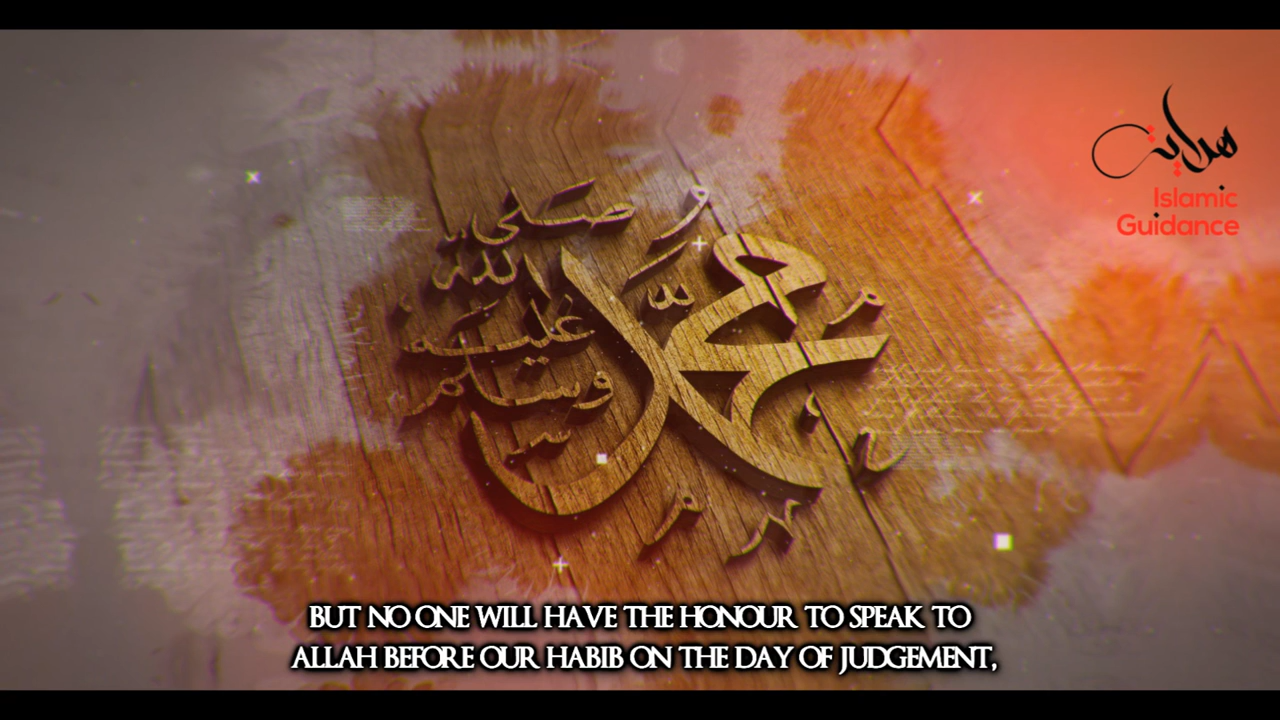 هداية
Islamic
Guidance
صلى
الله
عليه
وسلم
محمد
BUT NO ONE WILL HAVE THE HONOUR TO SPEAK TO
ALLAH BEFORE OUR HABIB ON THE DAY OF JUDGEMENT,